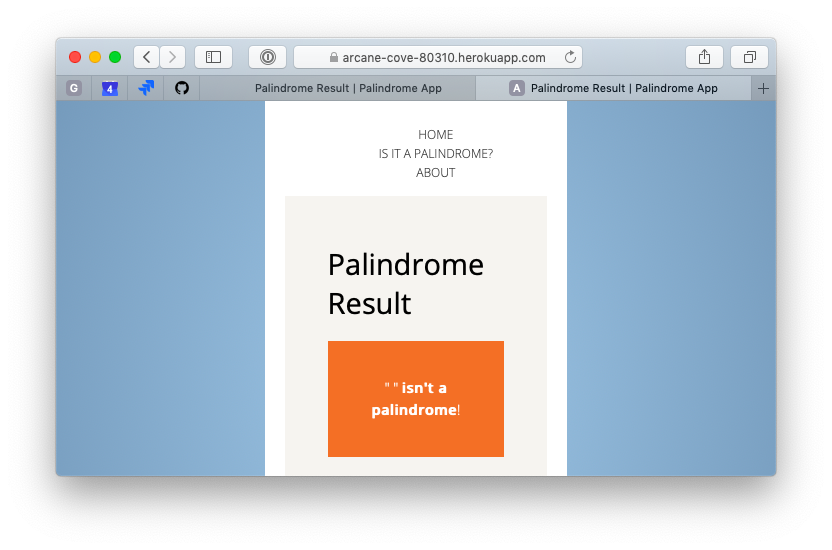 arcane-cove-80310.herokuapp.com
G
4
Palindrome Result | Palindrome App
A
Palindrome Result | Palindrome App
HOME
IS IT A PALINDROME?
ABOUT
Palindrome
Result
" " isn't a
palindrome!